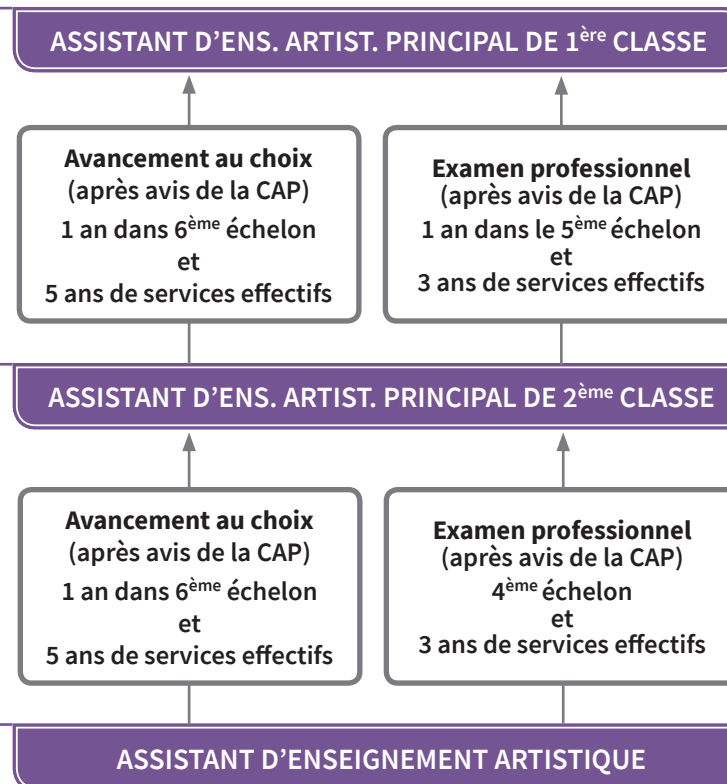 ASSISTANT D’ENS. ARTIST. PRINCIPAL DE 1ère CLASSE
Avancement au choix
(après avis de la CAP)
1 an dans 6ème échelon
et
5 ans de services effectifs
Examen professionnel
(après avis de la CAP)
1 an dans le 5ème échelon
et
3 ans de services effectifs
ASSISTANT D’ENS. ARTIST. PRINCIPAL DE 2ème CLASSE
Avancement au choix
(après avis de la CAP)
1 an dans 6ème échelon
et
5 ans de services effectifs
Examen professionnel
(après avis de la CAP)
4ème échelon
et
3 ans de services effectifs
ASSISTANT D’ENSEIGNEMENT ARTISTIQUE